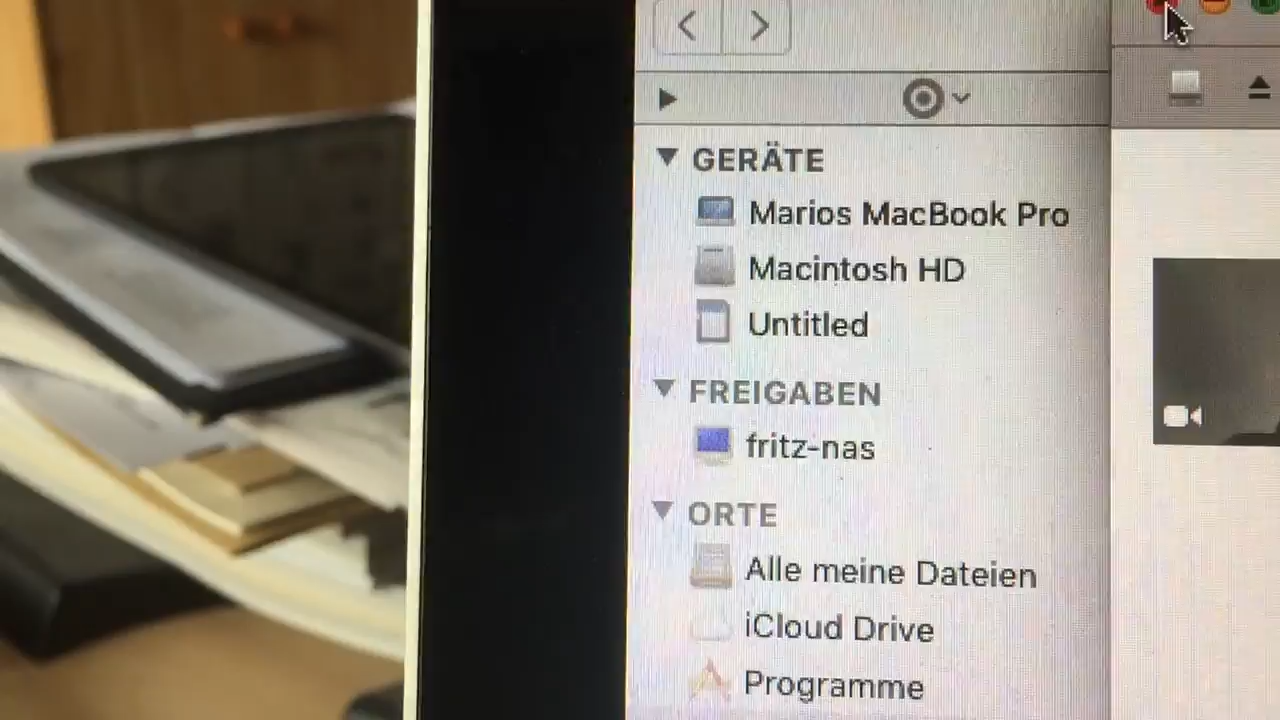 GERÄTE
Marios MacBook Pro
Macintosh HD
Untitled
FREIGABEN
fritz-nas
ORTE
Alle meine Dateien
iCloud Drive
Programme